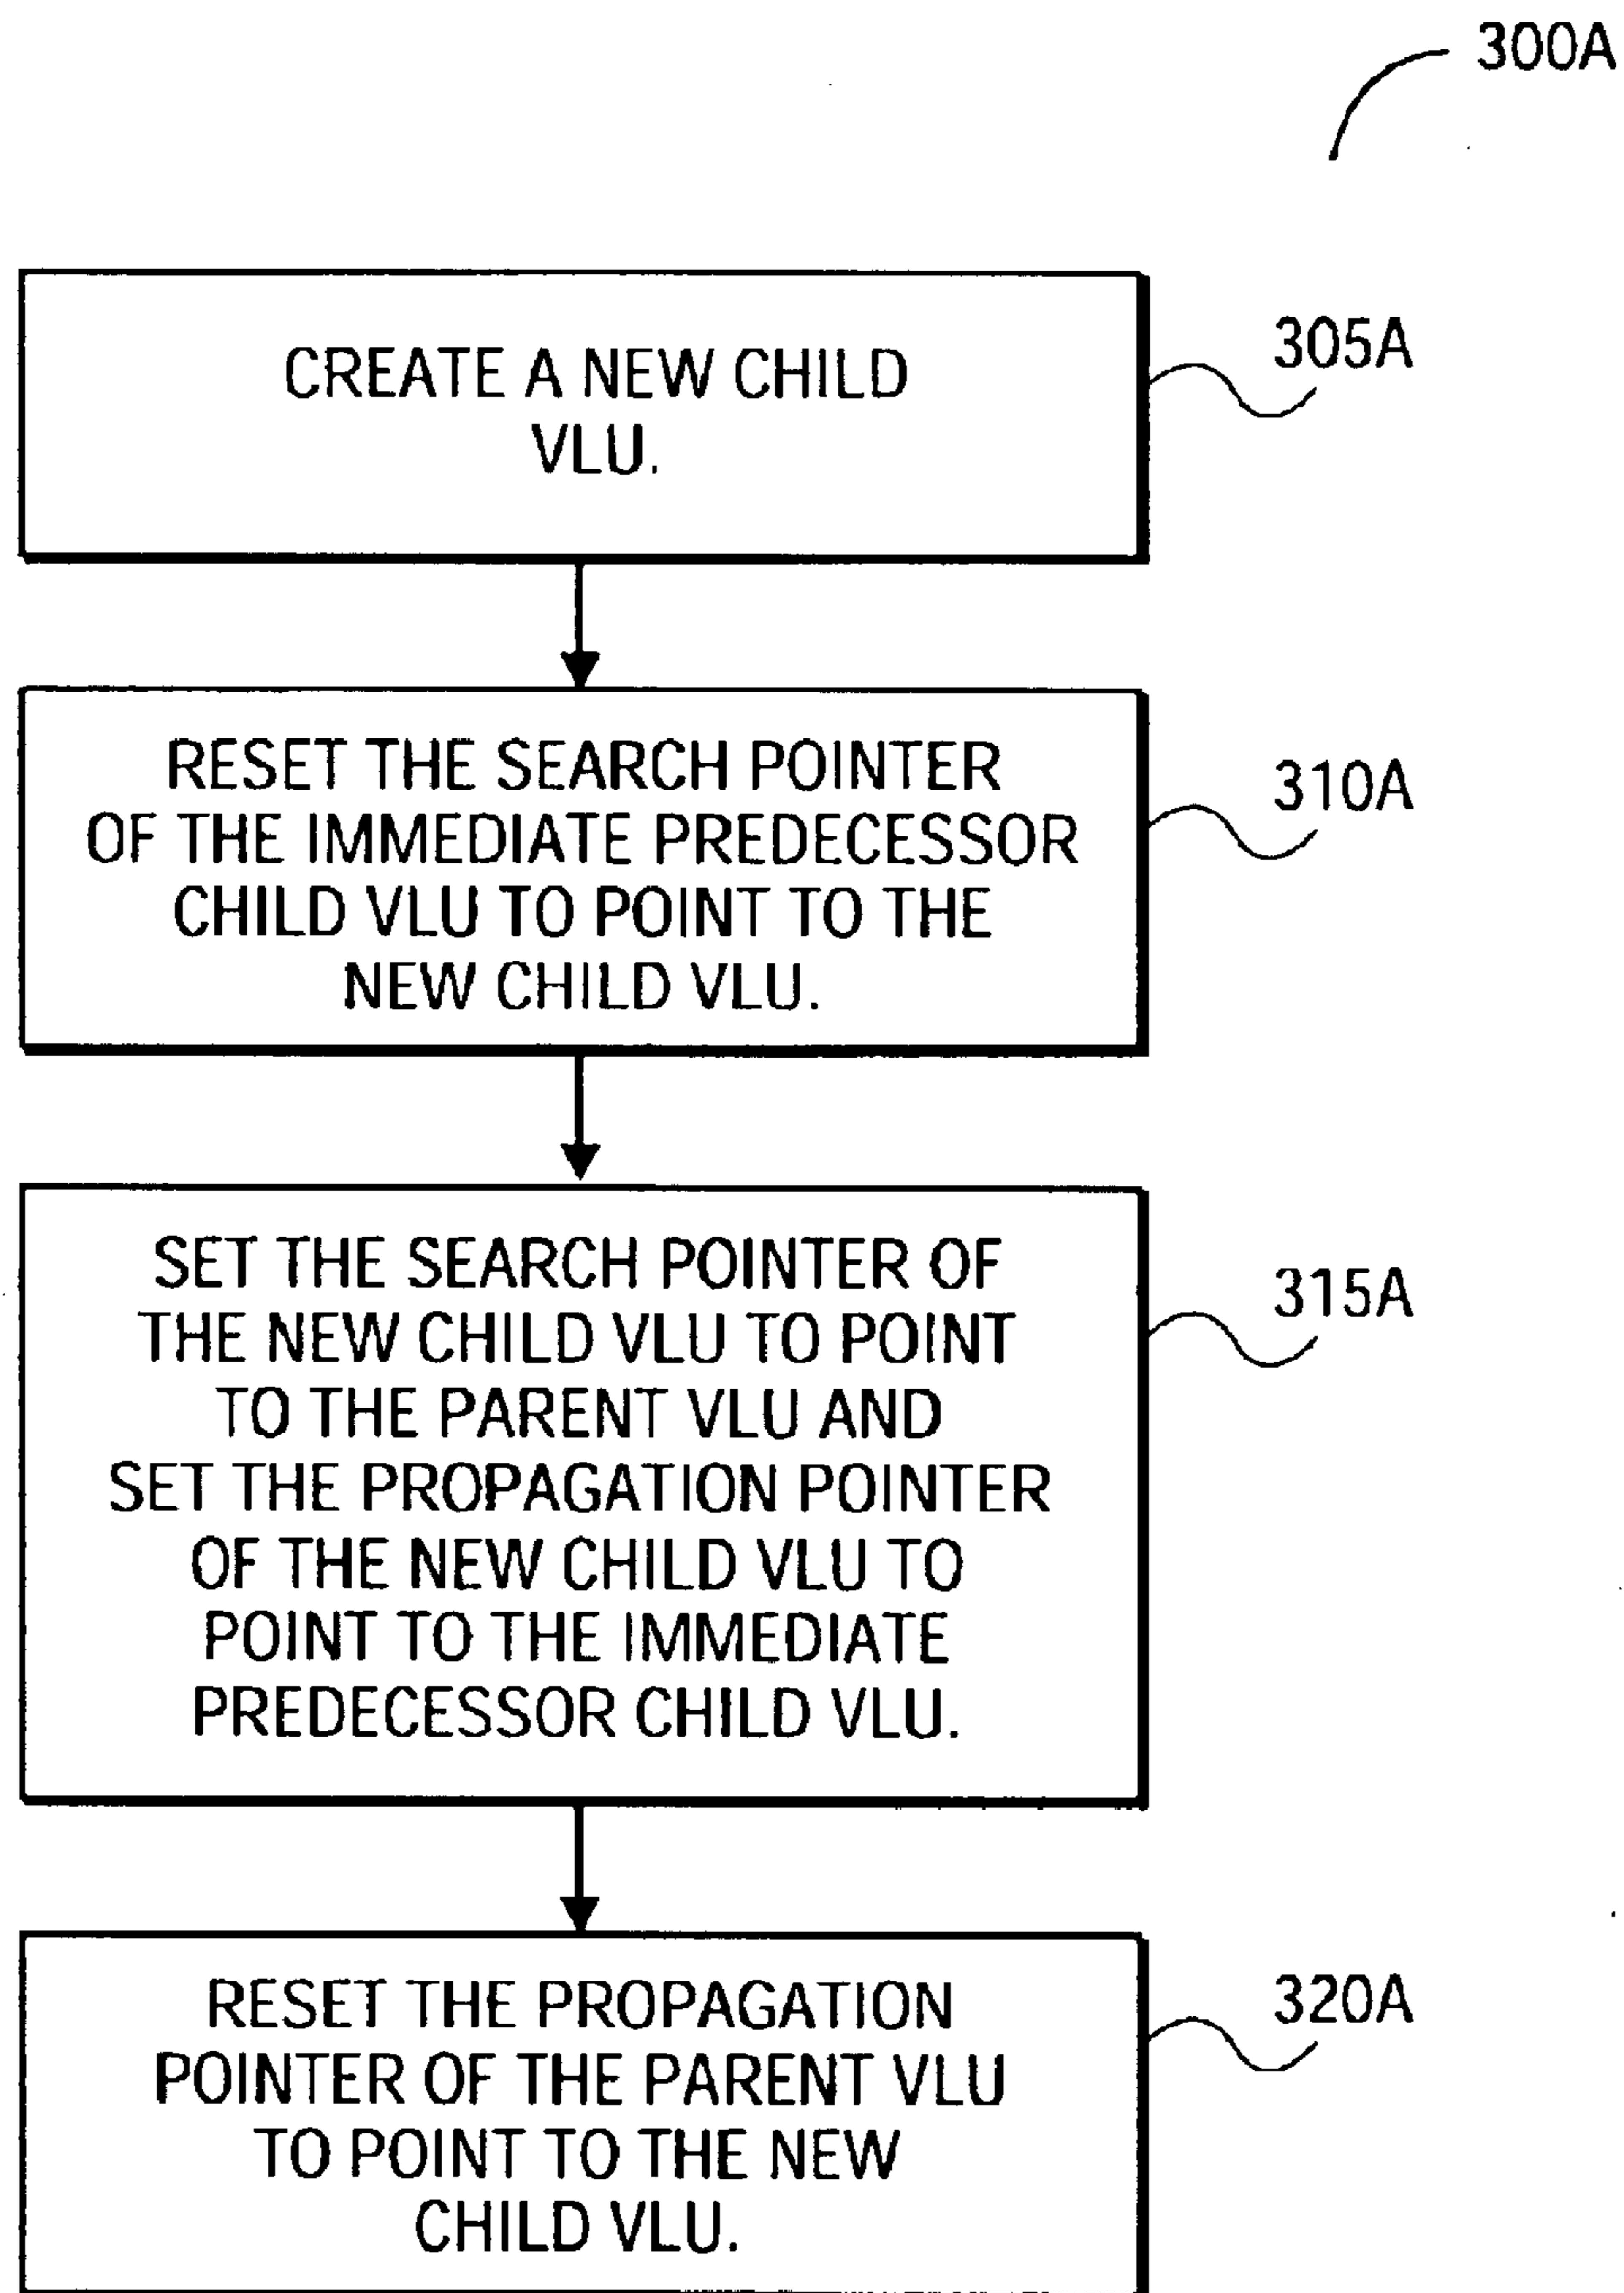 300A
CREATE A NEW CHILD
VLU.
305A
RESET THE SEARCH POINTER
OF THE IMMEDIATE PREDECESSOR
CHILD VLU TO POINT TO THE
NEW CHILD VLU.
310A
SET THE SEARCH POINTER OF
THE NEW CHILD VLU TO POINT
TO THE PARENT VLU AND
SET THE PROPAGATION POINTER
OF THE NEW CHILD VLU TO
POINT TO THE IMMEDIATE
PREDECESSOR CHILD VLU.
315A
RESET THE PROPAGATION
POINTER OF THE PARENT VLU
TO POINT TO THE NEW
CHILD VLU.
320A